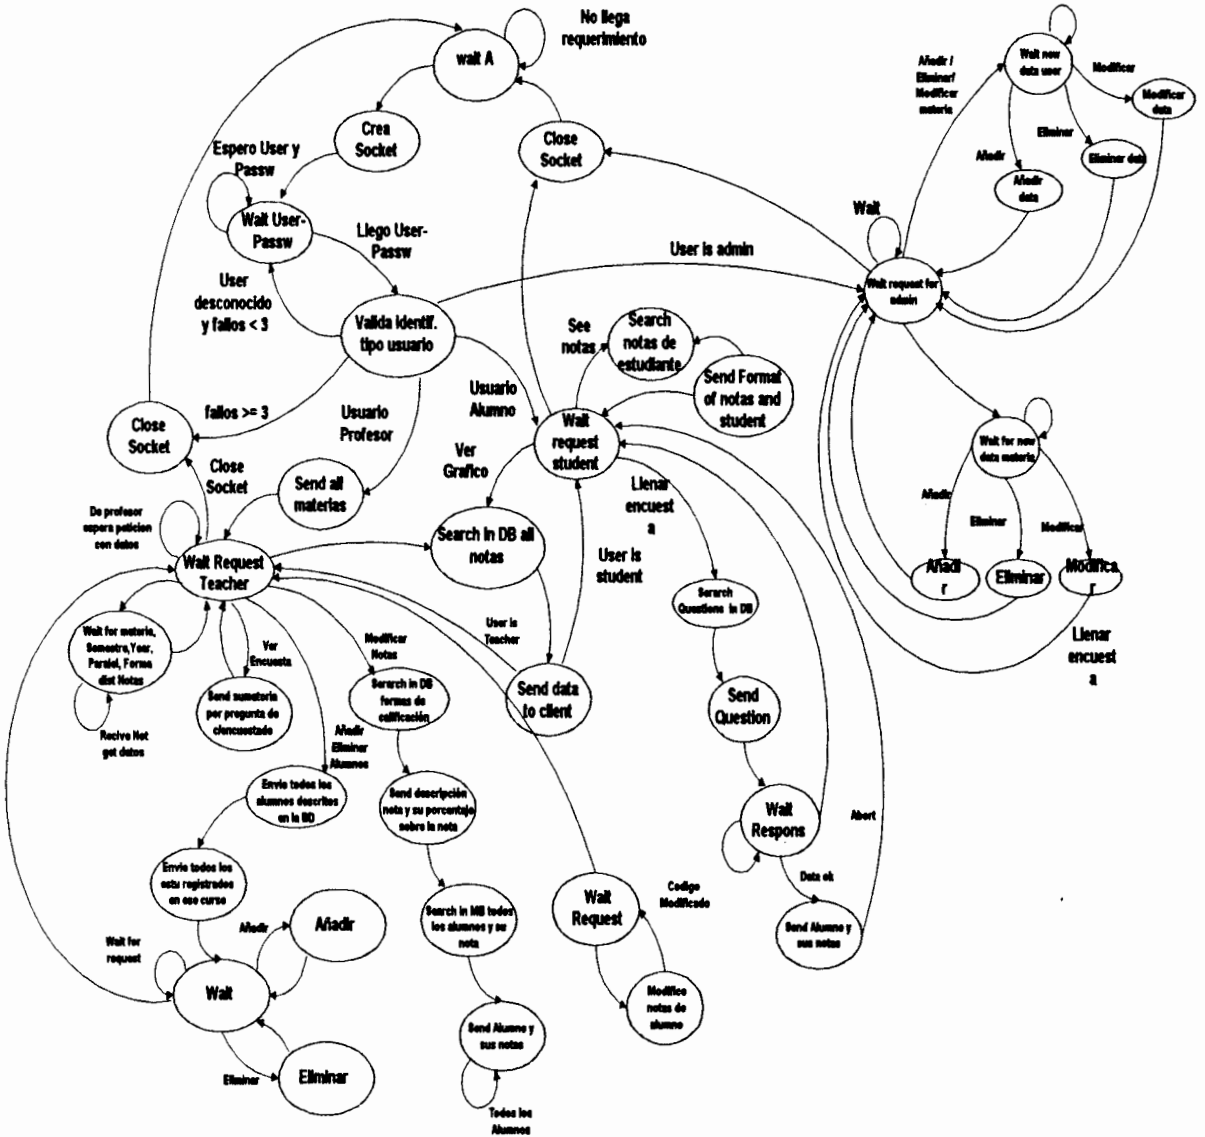 No llega
requerimiento
wait A
Crea
Socket
Close
Socket
Espero User y
Passw
Wait User-
Passw
Llego User-
Passw
User
desconocido
y fallos < 3
Valida Identif.
tipo usuario
User is admin
Añadir /
Eliminar/
Modificar
materia
Wait new
data user
Modificar
Modificar
data
Eliminar
Eliminar data
Añadir
Añadir
data
Wait
Wait request for
admin
See
notas
Search
notas de
estudiante
Send Format
of notas and
student
Usuario
Alumno
Wait
request
student
fallos >= 3
Usuario
Profesor
Close
Socket
Close
Socket
Send all
materias
Ver
Grafico
Search in DB all
notas
Llenar
encuest
a
User is
student
Wait for new
data materia
Añadir
Eliminar
Modificar
Añadi
r
Eliminar
Modifica
r
Llenar
encuest
a
De profesor
espera peticion
con datos
Wait Request
Teacher
Wait for materia,
Semestre,Year,
Paralel, Forma
dist Notas
Recive Not
get datos
Ver
Encuesta
Send sumatoria
por pregunta de
c/encuestado
Modificar
Notas
Serarch in DB
formas de
calificación
User is
Teacher
Send data
to client
Serarch
Questions in DB
Send
Question
Añadir
Eliminar
Alumnos
Envio todos los
alumnos descritos
en la BD
Send descripción
nota y su porcentaje
sobre la nota
Wait
Respons
Abort
Data ok
Send Alumno y
sus notas
Envio todos los
estu registrados
en ese curso
Search in MB todos
los alumnos y su
nota
Wait
Request
Codigo
Modificado
Modifico
notas de
alumno
Wait for
request
Añadir
Añadir
Wait
Eliminar
Eliminar
Send Alumno y
sus notas
Todos los
Alumnos